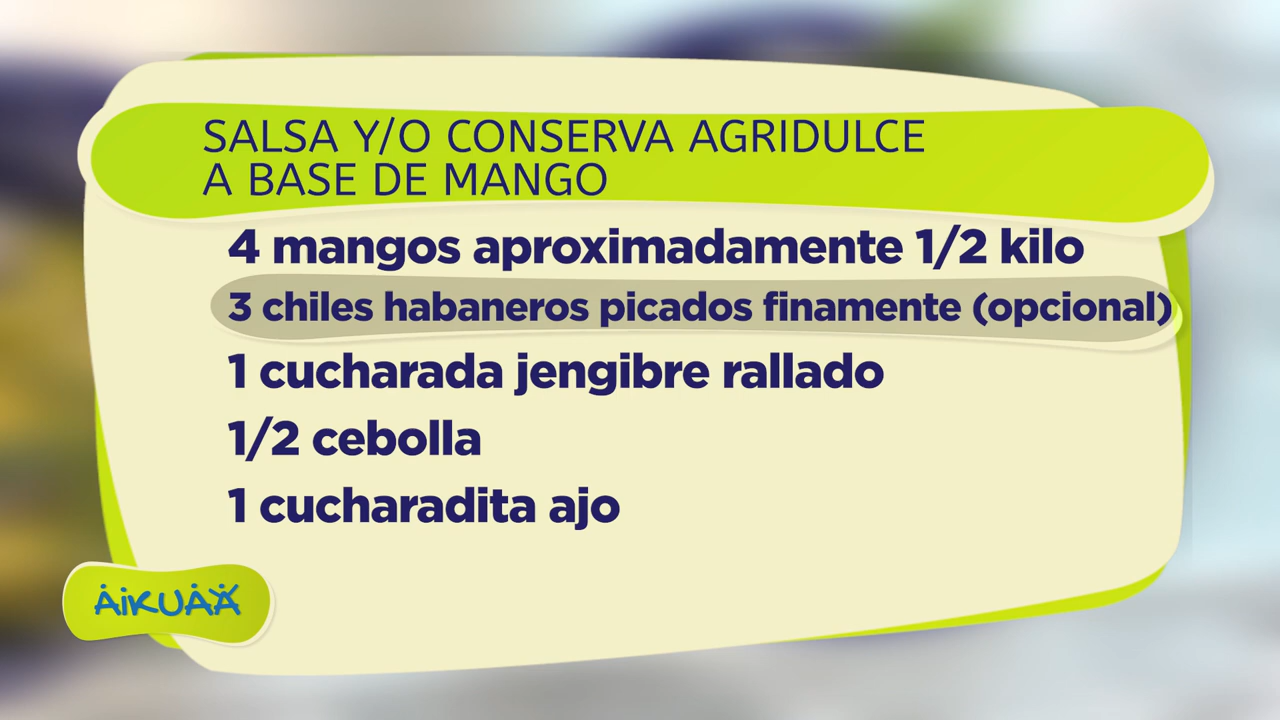 SALSA Y/O CONSERVA AGRIDULCE
A BASE DE MANGO
4 mangos aproximadamente 1/2 kilo
3 chiles habaneros picados finamente (opcional)
1 cucharada jengibre rallado
1/2 cebolla
1 cucharadita ajo
AIKUAA